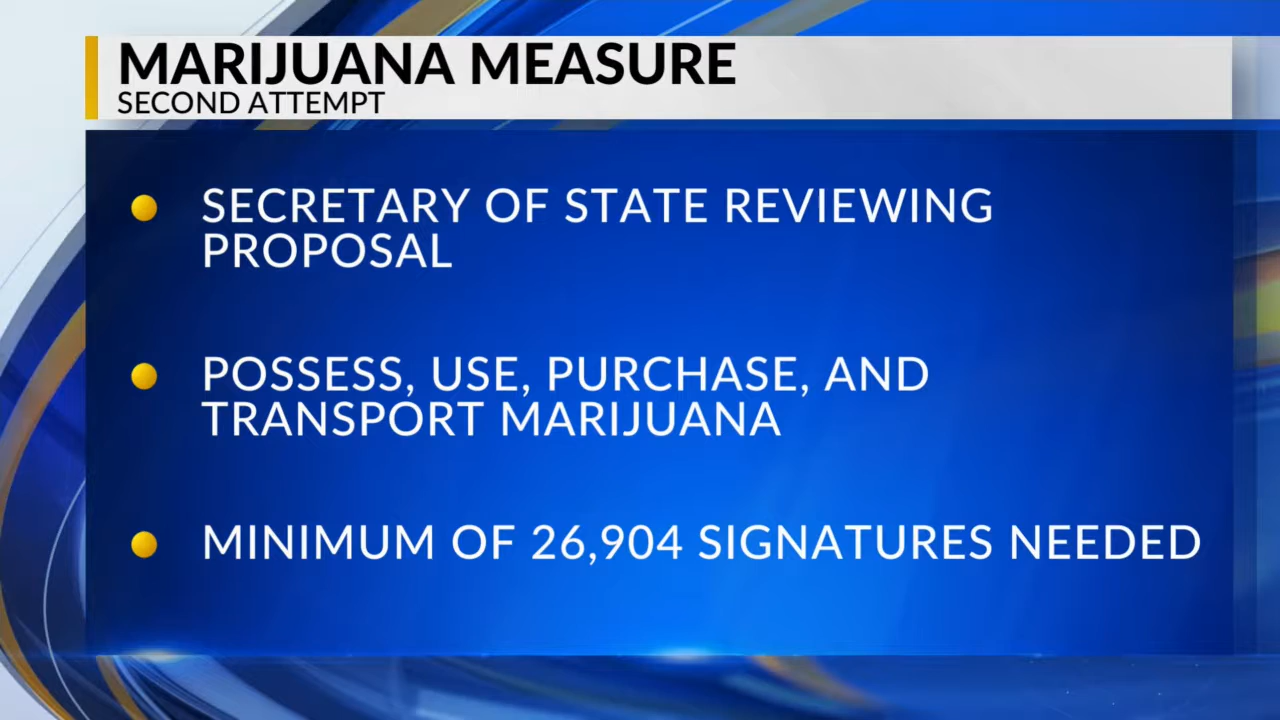 MARIJUANA MEASURE
SECOND ATTEMPT
SECRETARY OF STATE REVIEWING
PROPOSAL
POSSESS, USE, PURCHASE, AND
TRANSPORT MARIJUANA
MINIMUM OF 26,904 SIGNATURES NEEDED